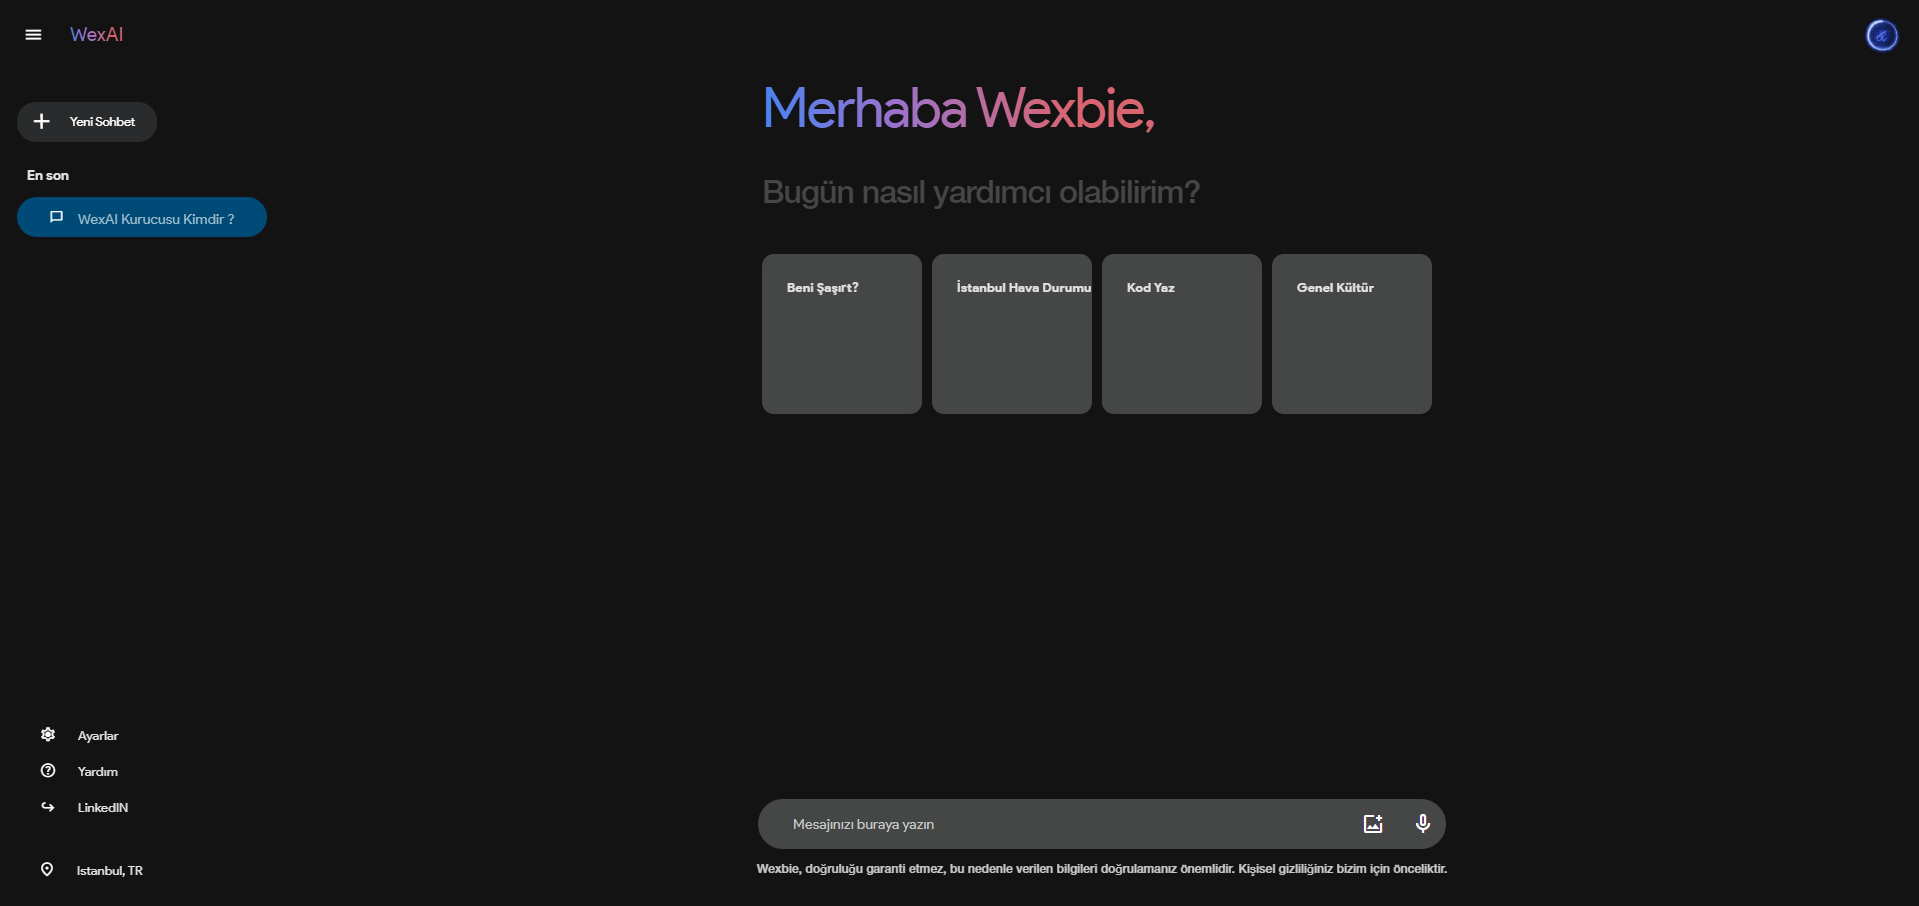 WexAI
Yeni Sohbet
En son
WexAI Kurucusu Kimdir ?
Ayarlar
Yardım
LinkedIN
Istanbul, TR
Merhaba Wexbie,
Bugün nasıl yardımcı olabilirim?
Beni Şaşırt?
İstanbul Hava Durumu
Kod Yaz
Genel Kültür
Mesajınızı buraya yazın
Wexbie, doğruluğu garanti etmez, bu nedenle verilen bilgileri doğrulamanız önemlidir. Kişisel gizliliğiniz bizim için önceliktir.